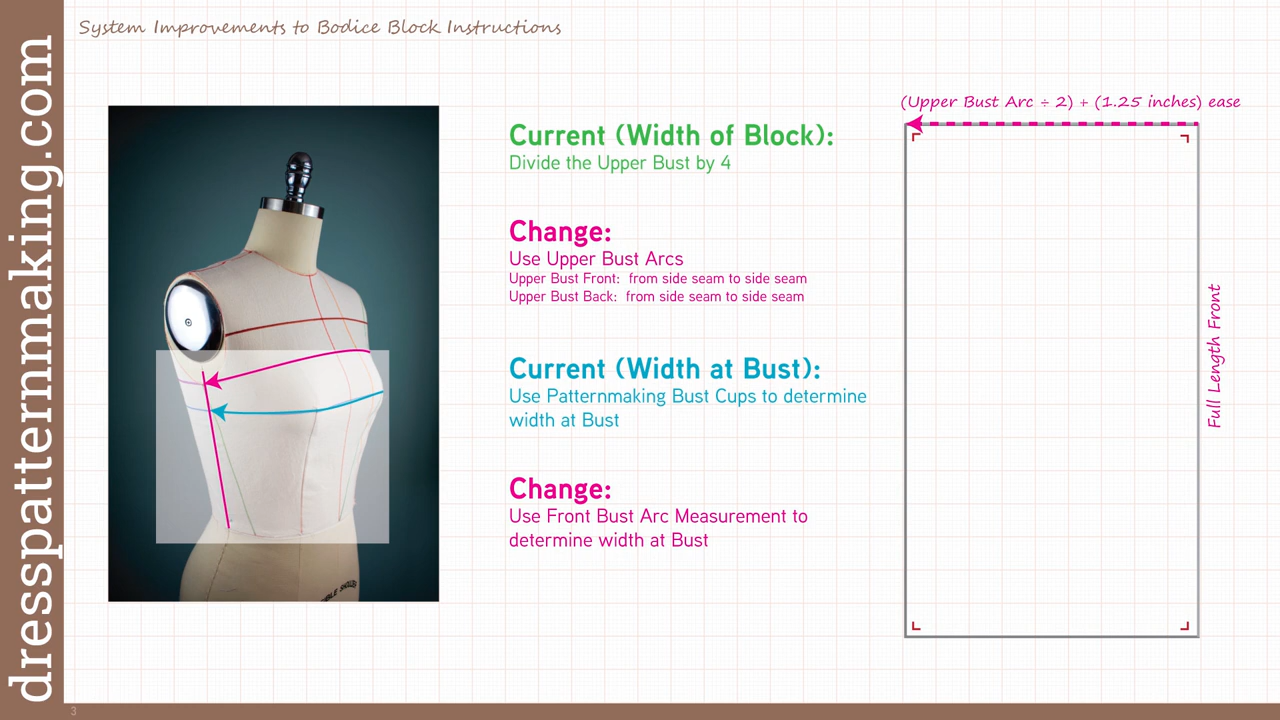 dresspatternmaking.com
System Improvements to Bodice Block Instructions
Current (Width of Block):
Divide the Upper Bust by 4
Change:
Use Upper Bust Arcs
Upper Bust Front: from side seam to side seam
Upper Bust Back: from side seam to side seam
Current (Width at Bust):
Use Patternmaking Bust Cups to determine
width at Bust
Change:
Use Front Bust Arc Measurement to
determine width at Bust
(Upper Bust Arc ÷ 2) + (1.25 inches) ease
Full Length Front
3